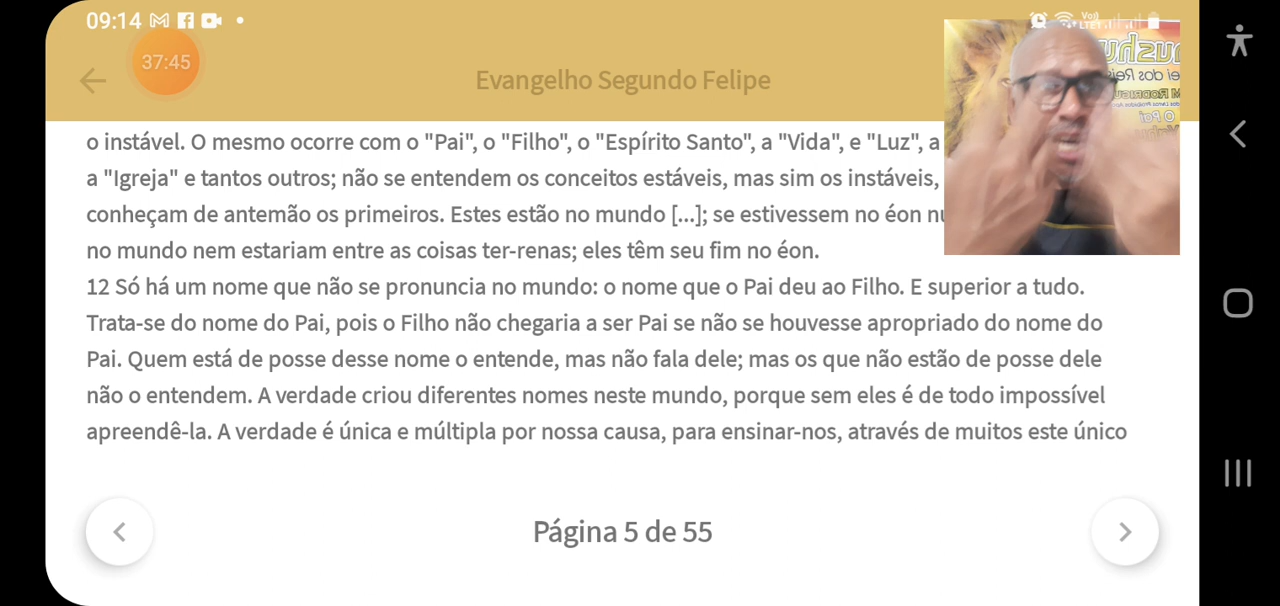 09:14
37:45
Evangelho Segundo Felipe
o instável. O mesmo ocorre com o "Pai", o "Filho", o "Espírito Santo", a "Vida", e "Luz", a
a "Igreja" e tantos outros; não se entendem os conceitos estáveis, mas sim os instáveis,
conheçam de antemão os primeiros. Estes estão no mundo [...]; se estivessem no éon
no mundo nem estariam entre as coisas ter-renas; eles têm seu fim no éon.
12 Só há um nome que não se pronuncia no mundo: o nome que o Pai deu ao Filho. E superior a tudo.
Trata-se do nome do Pai, pois o Filho não chegaria a ser Pai se não se houvesse apropriado do nome do
Pai. Quem está de posse desse nome o entende, mas não fala dele; mas os que não estão de posse dele
não o entendem. A verdade criou diferentes nomes neste mundo, porque sem eles é de todo impossível
apreendê-la. A verdade é única e múltipla por nossa causa, para ensinar-nos, através de muitos este único
Página 5 de 55